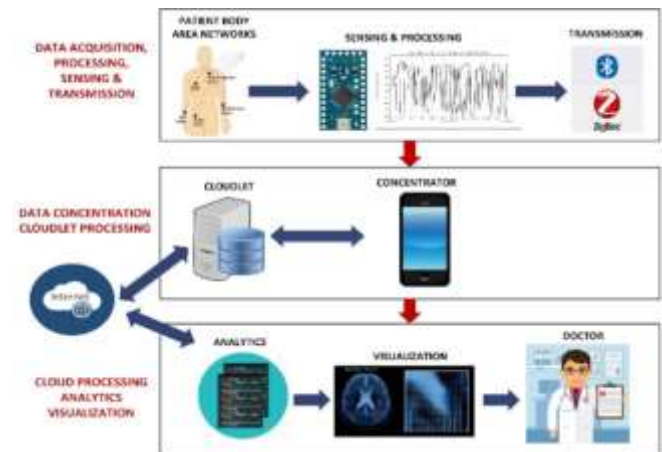 PATIENT BODY
AREA NETWORKS
SENSING & PROCESSING
TRANSMISSION
DATA ACQUISITION,
PROCESSING,
SENSING &
TRANSMISSION
ZigBee
CLOUDLET
CONCENTRATOR
DATA CONCENTRATION
CLOUDLET PROCESSING
Internet
ANALYTICS
VISUALIZATION
DOCTOR
CLOUD PROCESSING
ANALYTICS
VISUALIZATION